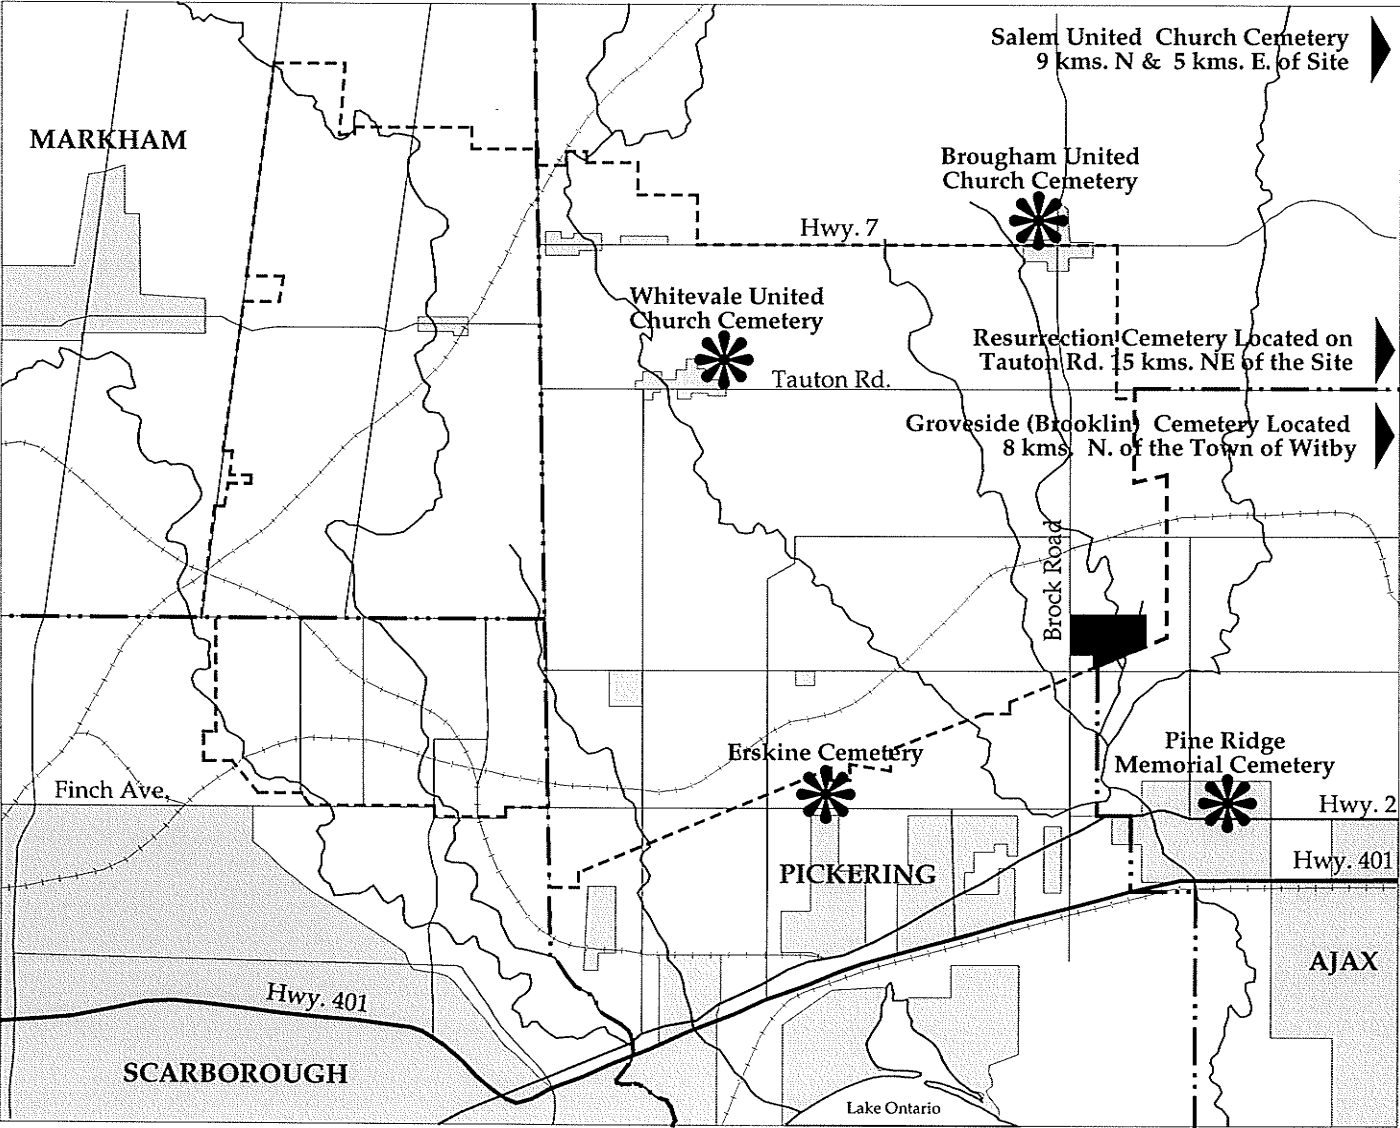 Salem United Church Cemetery
9 kms. N & 5 kms. E. of Site
MARKHAM
Brougham United
Church Cemetery
Hwy. 7
Whitevale United
Church Cemetery
Resurrection Cemetery Located on
Tauton Rd. 15 kms. NE of the Site
Tauton Rd.
Groveside (Brooklin) Cemetery Located
8 kms. N. of the Town of Witby
Brock Road
Erskine Cemetery
Pine Ridge
Memorial Cemetery
Finch Ave.
Hwy. 2
Hwy. 401
PICKERING
AJAX
Hwy. 401
SCARBOROUGH
Lake Ontario